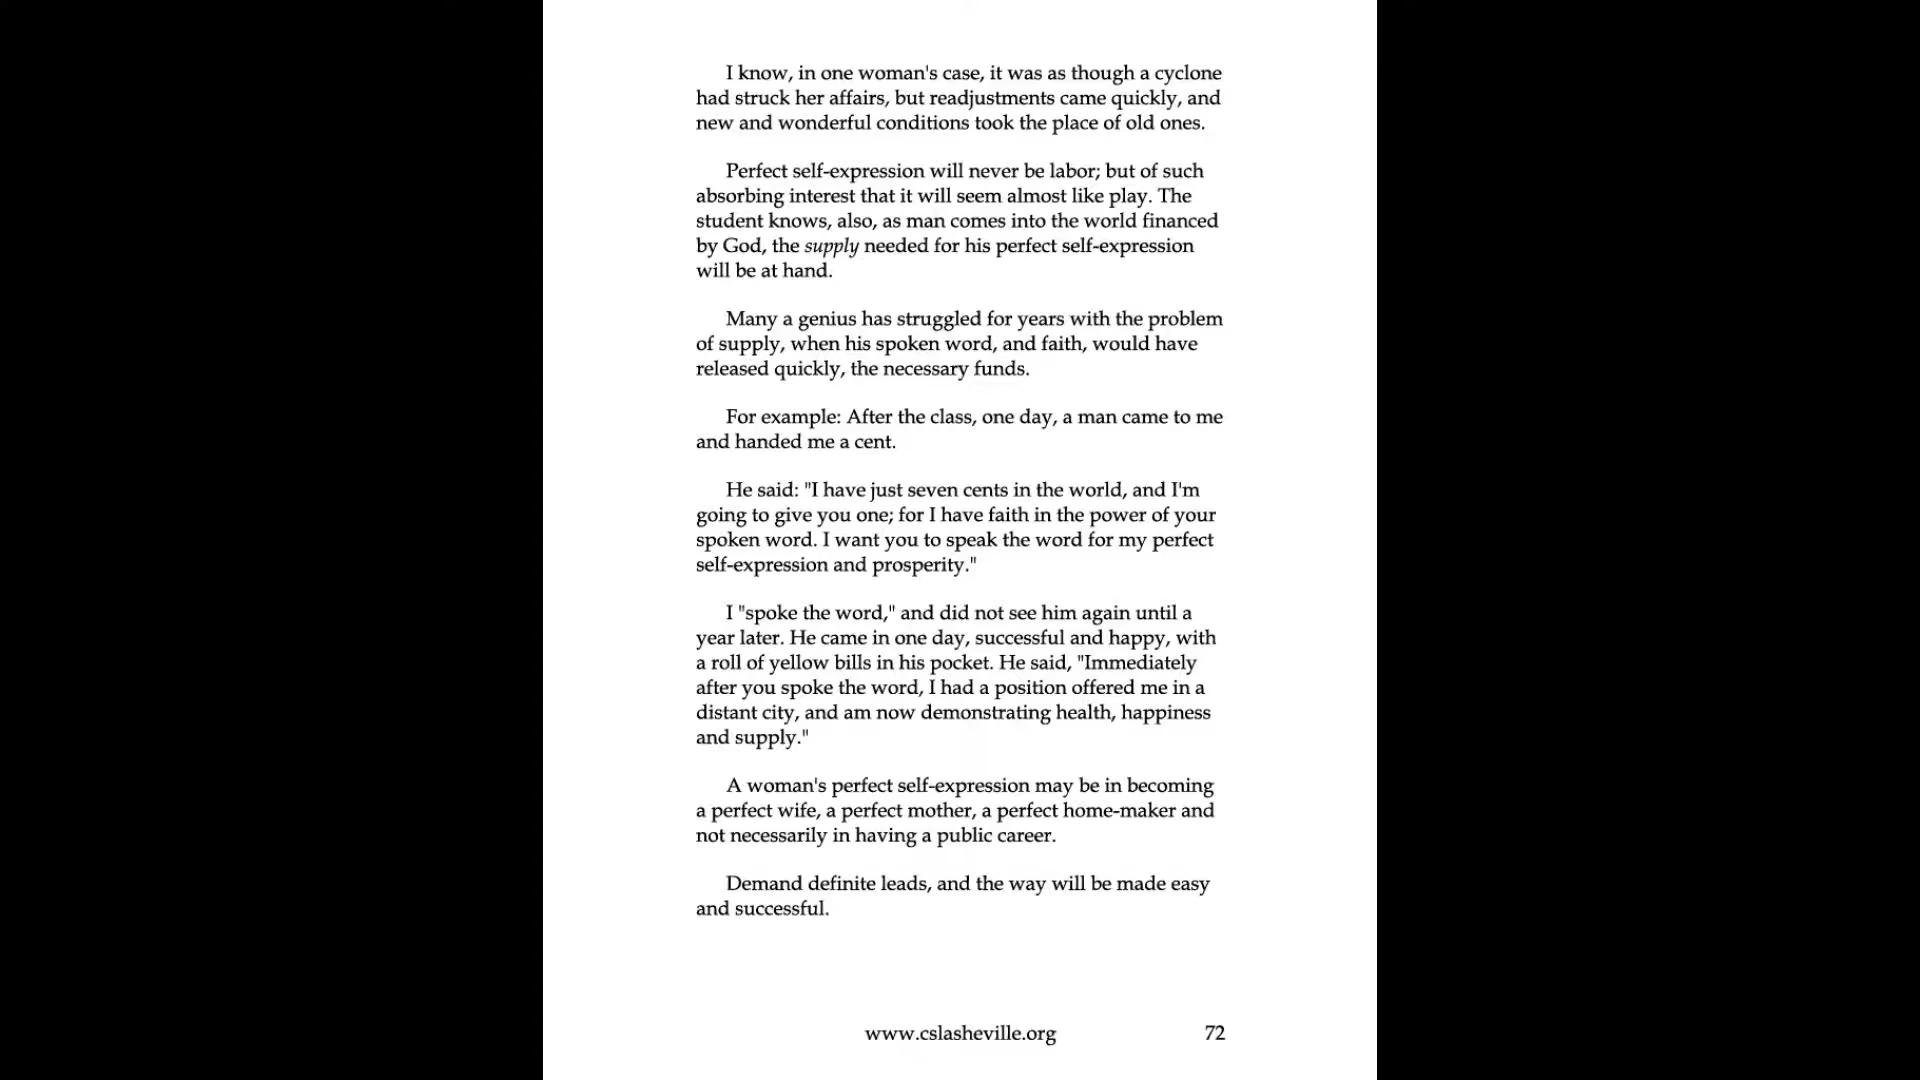 I know, in one woman's case, it was as though a cyclone
had struck her affairs, but readjustments came quickly, and
new and wonderful conditions took the place of old ones.
Perfect self-expression will never be labor; but of such
absorbing interest that it will seem almost like play. The
student knows, also, as man comes into the world financed
by God, the supply needed for his perfect self-expression
will be at hand.
Many a genius has struggled for years with the problem
of supply, when his spoken word, and faith, would have
released quickly, the necessary funds.
For example: After the class, one day, a man came to me
and handed me a cent.
He said: "I have just seven cents in the world, and I'm
going to give you one; for I have faith in the power of your
spoken word. I want you to speak the word for my perfect
self-expression and prosperity."
I "spoke the word," and did not see him again until a
year later. He came in one day, successful and happy, with
a roll of yellow bills in his pocket. He said, "Immediately
after you spoke the word, I had a position offered me in a
distant city, and am now demonstrating health, happiness
and supply."
A woman's perfect self-expression may be in becoming
a perfect wife, a perfect mother, a perfect home-maker and
not necessarily in having a public career.
Demand definite leads, and the way will be made easy
and successful.
www.cslasheville.org 72